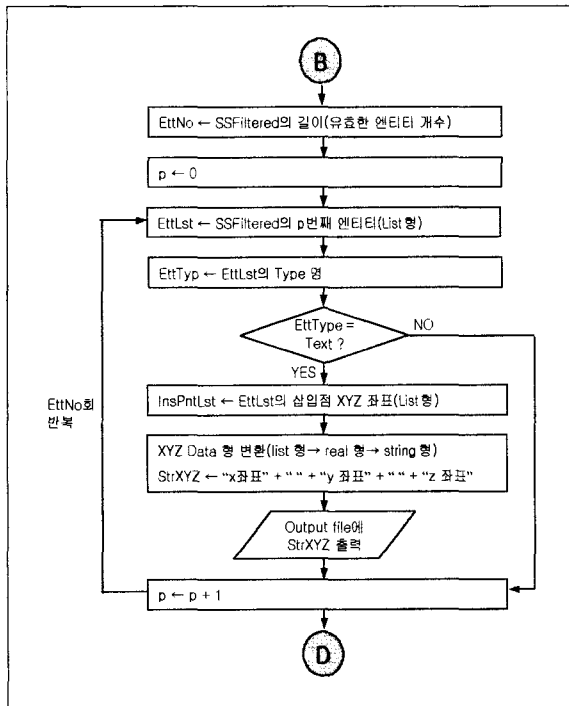 B
EttNo ← SSFiltered의 길이(유효한 엔티티 개수)
p ← 0
EttLst ← SSFiltered의 p번째 엔티티(List형)
EttTyp ← EttLst의 Type 명
EttType =
Text ?
NO
YES
InsPntLst ← EttLst의 삽입점 XYZ 좌표(List형)
EttNo회
반복
XYZ Data 형 변환(list 형→ real 형→ string 형)
StrXYZ ← "x좌표" + " " + "y 좌표" + " " + "z 좌표"
Output file에
StrXYZ 출력
p ← p + 1
D